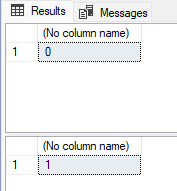 Results Messages
(No column name)
1 0
(No column name)
1 1